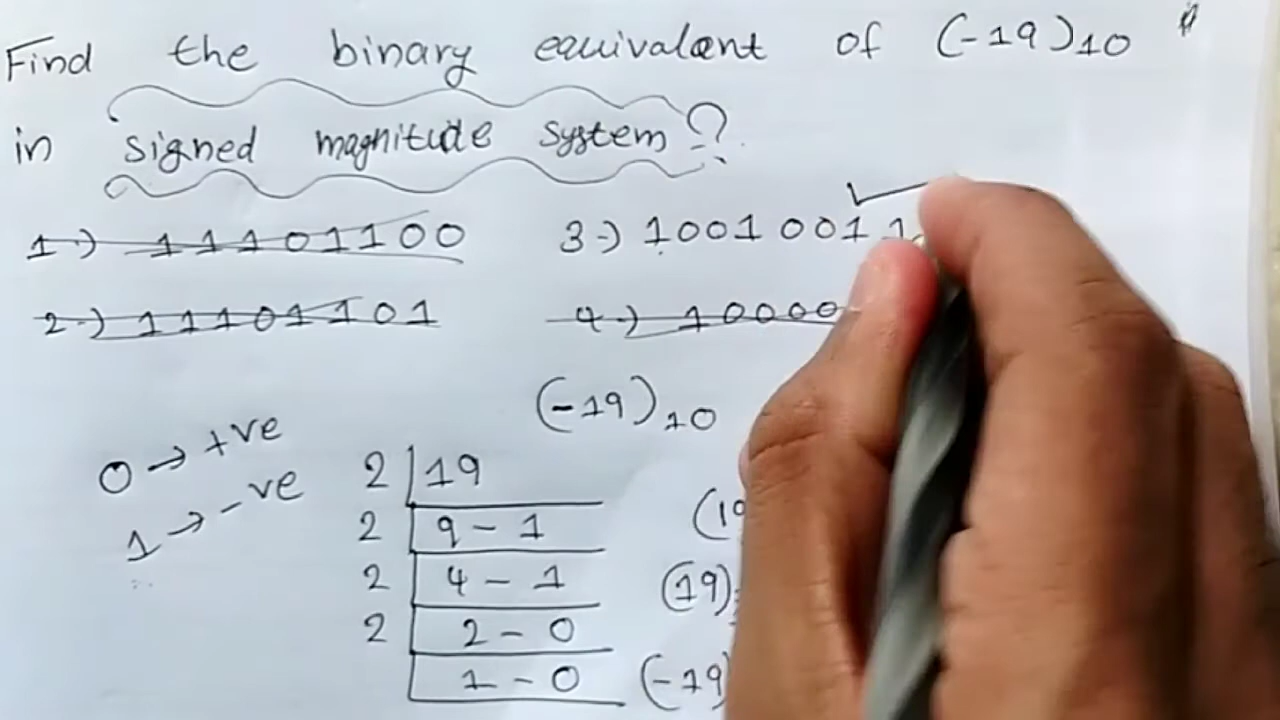 Find the binary equivalent of (-19)10
in signed magnitude system?
1.) 11101100
3.) 10010011
2.) 11101101
4.) 10000
(-19)10
0 → +ve
1 → -ve
2 | 19
2 | 9 - 1
2 | 4 - 1
(19)
2 | 2 - 0
1 - 0
(-19)